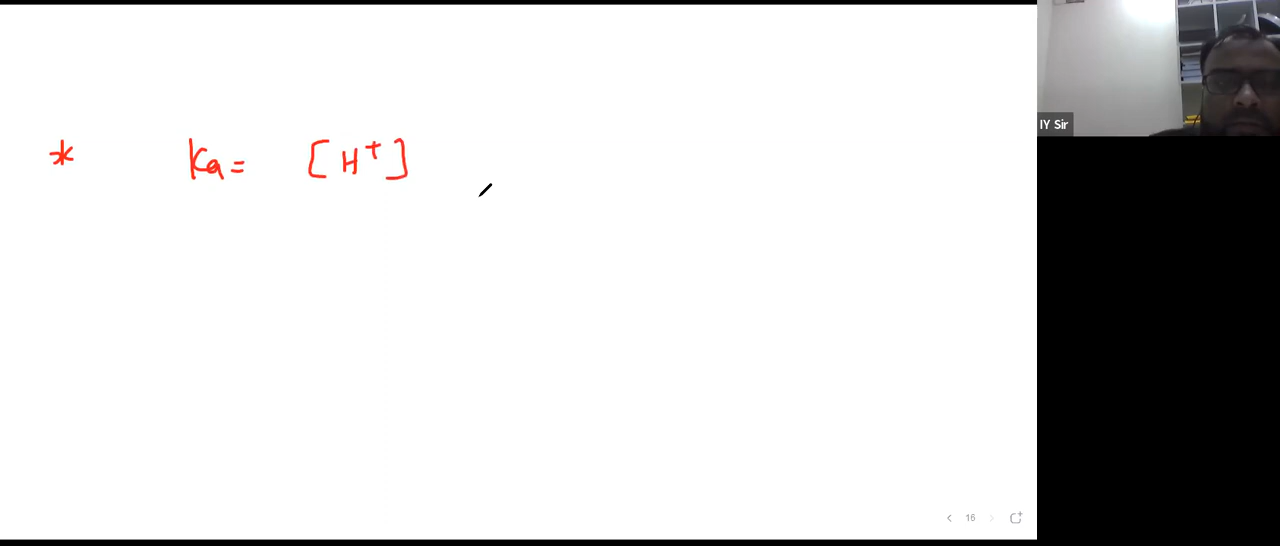 * Ka = [H⁺]
IY Sir
16